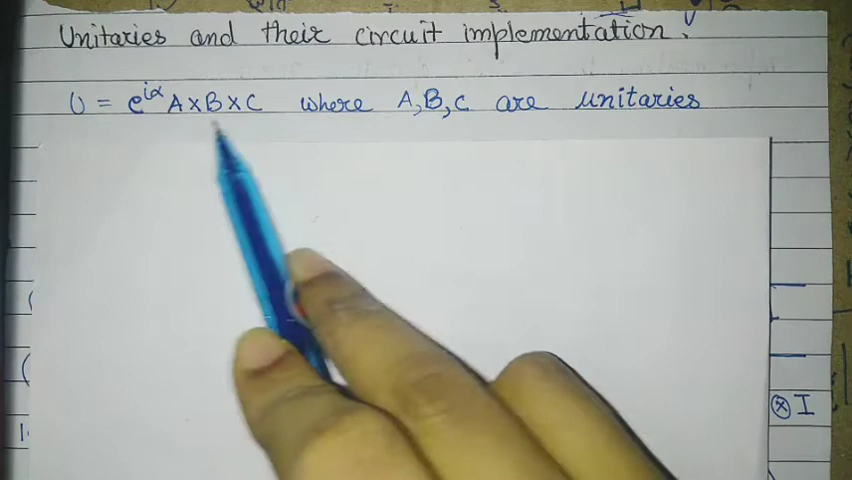 Unitaries and their circuit implementation:
U = e^{iα} A X B X C where A, B, C are unitaries
⊗ I